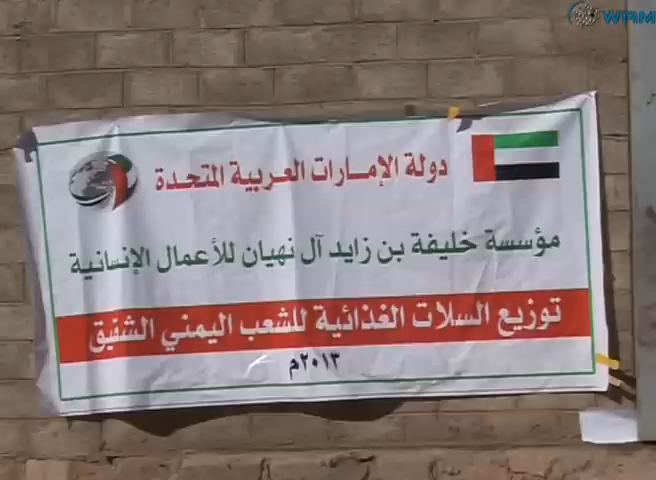 WAM
دولة الإمارات العربية المتحدة
مؤسسة خليفة بن زايد آل نهيان للأعمال الإنسانية
توزيع السلات الغذائية للشعب اليمني الشقيق
٢٠١٣م